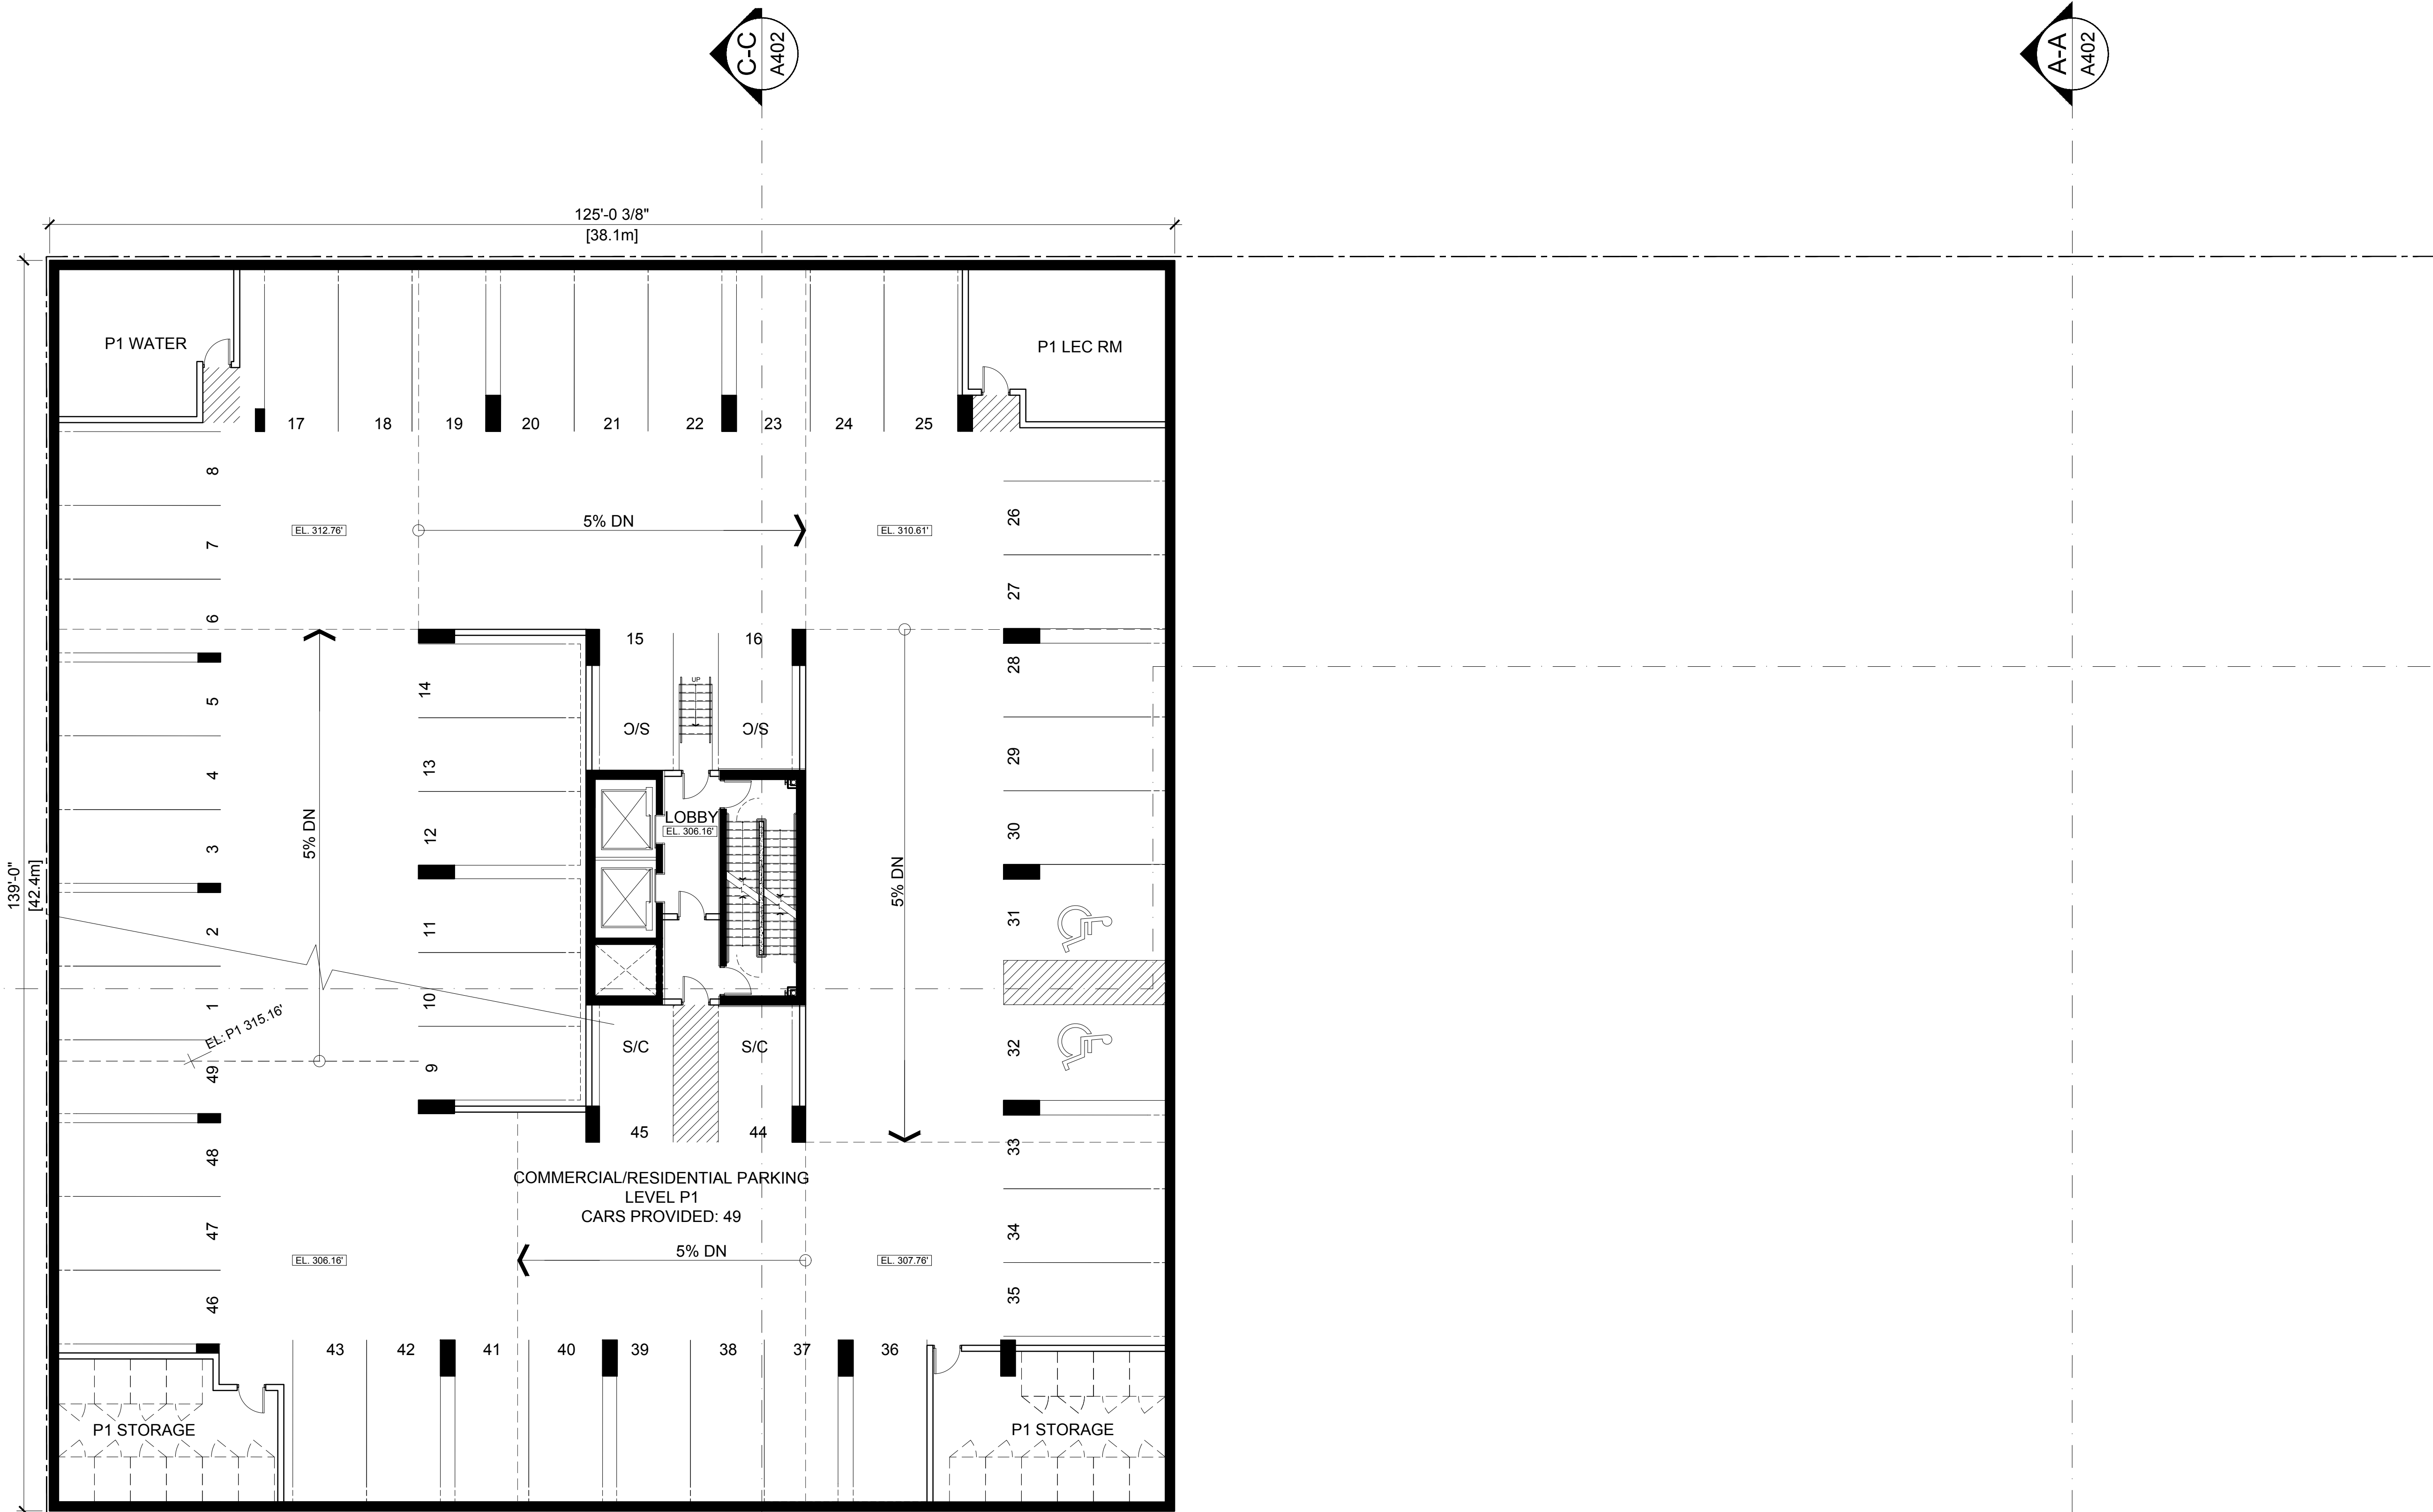 C-C
A402
A-A
A402
125'-0 3/8"
[38.1m]
139'-0"
[42.4m]
P1 WATER
P1 LEC RM
17
18
19
20
21
22
23
24
25
8
7
6
5
4
3
2
1
49
48
47
46
EL. 312.76'
5% DN
EL. 310.61'
26
27
28
29
30
31
32
33
34
35
15
16
UP
S/C
S/C
14
13
12
11
10
9
5% DN
LOBBY
EL. 306.16'
5% DN
EL: P1 315.16'
S/C
S/C
45
44
COMMERCIAL/RESIDENTIAL PARKING
LEVEL P1
CARS PROVIDED: 49
EL. 306.16'
5% DN
EL. 307.76'
43
42
41
40
39
38
37
36
P1 STORAGE
P1 STORAGE